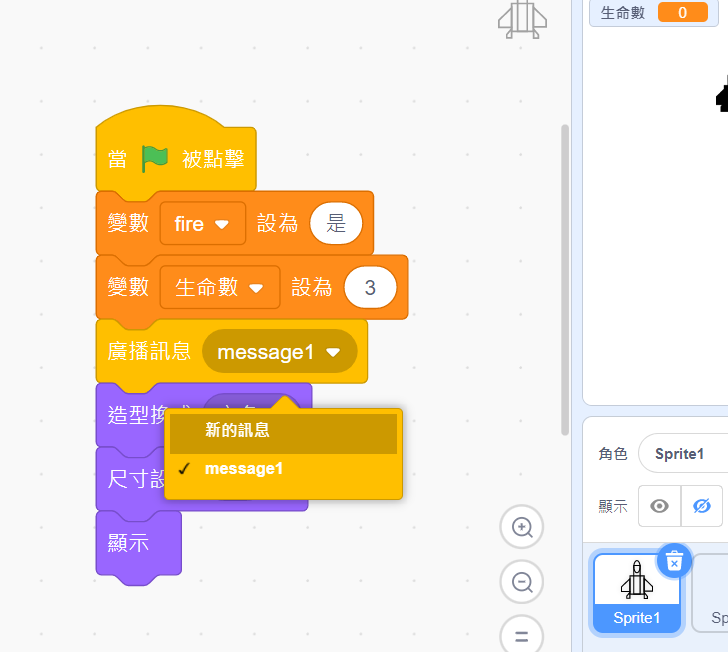 生命數 0
當 被點擊
變數 fire 設為 是
變數 生命數 設為 3
廣播訊息 message1
造型換
新的訊息
✓ message1
尺寸設
顯示
角色 Sprite1
顯示
Sprite1
Sp